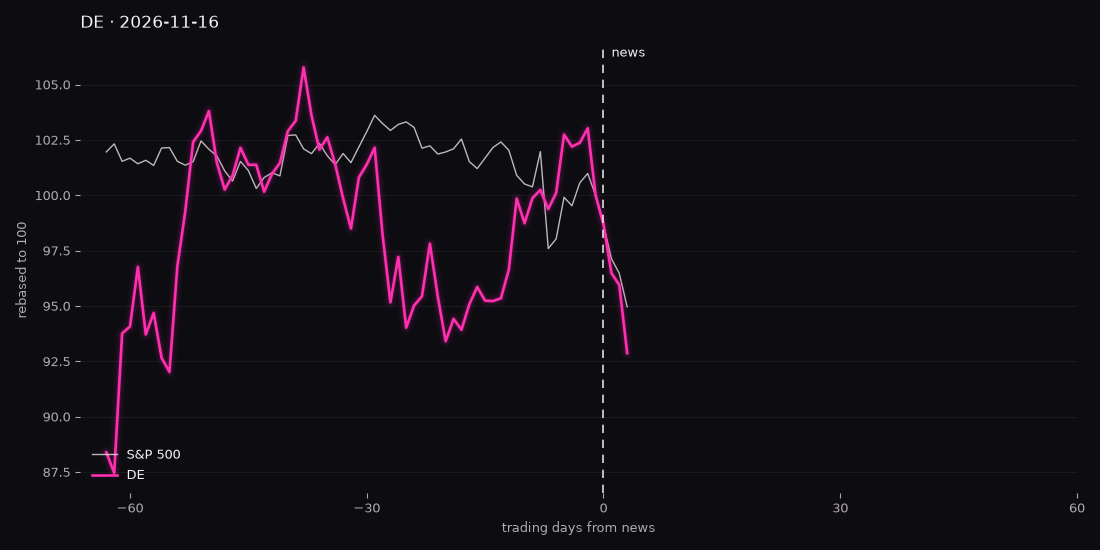 DE · 2026-11-16
news
105.0
102.5
100.0
97.5
95.0
92.5
90.0
87.5
rebased to 100
S&P 500
DE
−60
−30
0
30
60
trading days from news